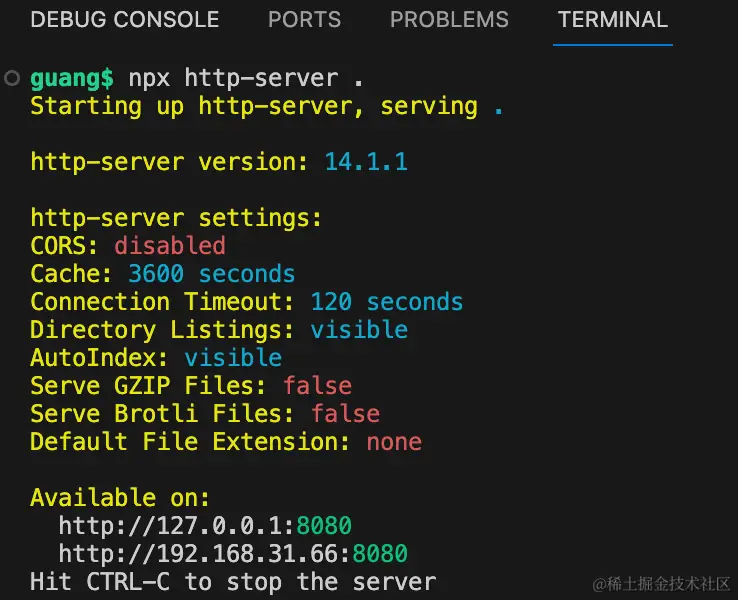 DEBUG CONSOLE PORTS PROBLEMS TERMINAL
guang$ npx http-server .
Starting up http-server, serving .
http-server version: 14.1.1
http-server settings:
CORS: disabled
Cache: 3600 seconds
Connection Timeout: 120 seconds
Directory Listings: visible
AutoIndex: visible
Serve GZIP Files: false
Serve Brotli Files: false
Default File Extension: none
Available on:
http://127.0.0.1:8080
http://192.168.31.66:8080
Hit CTRL-C to stop the server
@稀土掘金技术社区